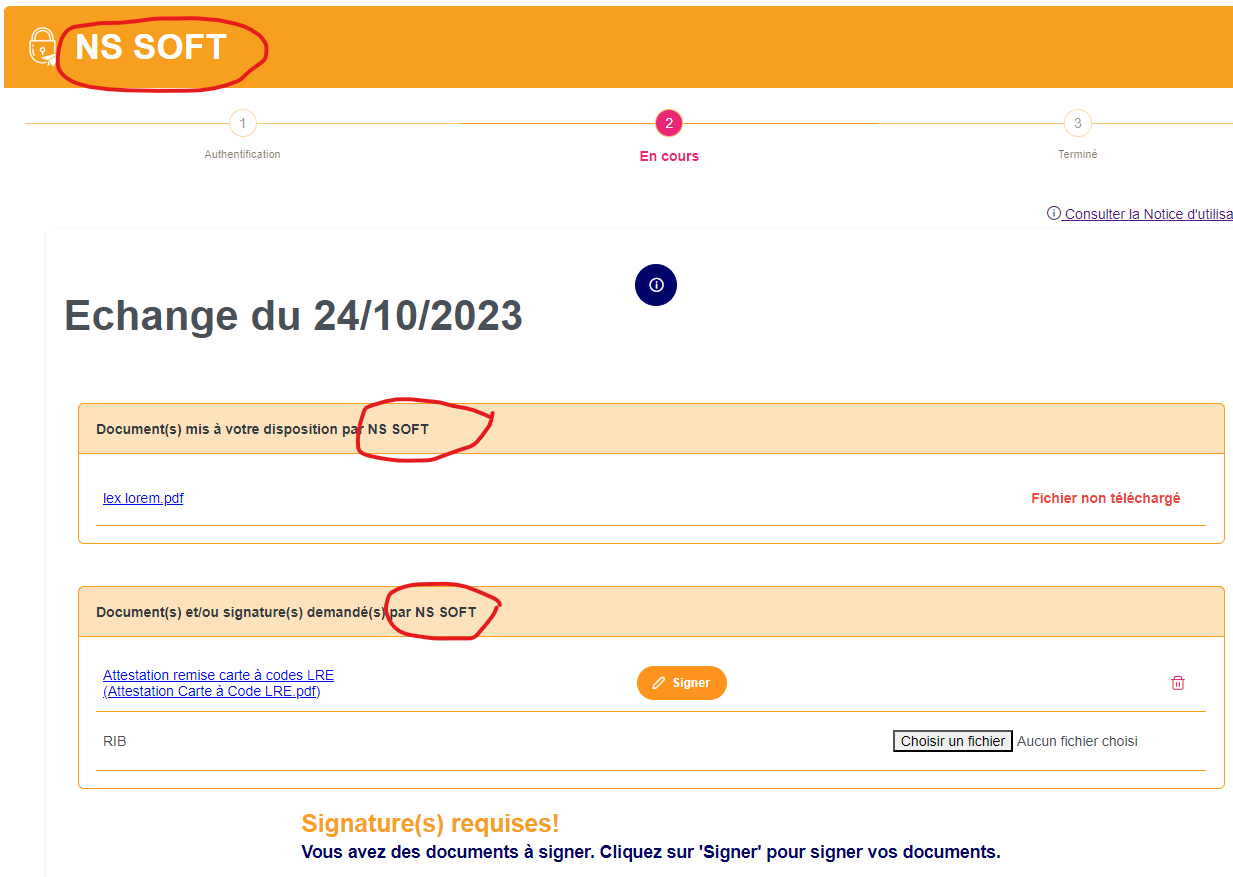 NS SOFT
1
2
3
Authentification
En cours
Terminé
Consulter la Notice d'utilisa
Echange du 24/10/2023
Document(s) mis à votre disposition par NS SOFT
lex lorem.pdf
Fichier non téléchargé
Document(s) et/ou signature(s) demandé(s) par NS SOFT
Attestation remise carte à codes LRE
(Attestation Carte à Code LRE.pdf)
Signer
RIB
Choisir un fichier Aucun fichier choisi
Signature(s) requises!
Vous avez des documents à signer. Cliquez sur 'Signer' pour signer vos documents.